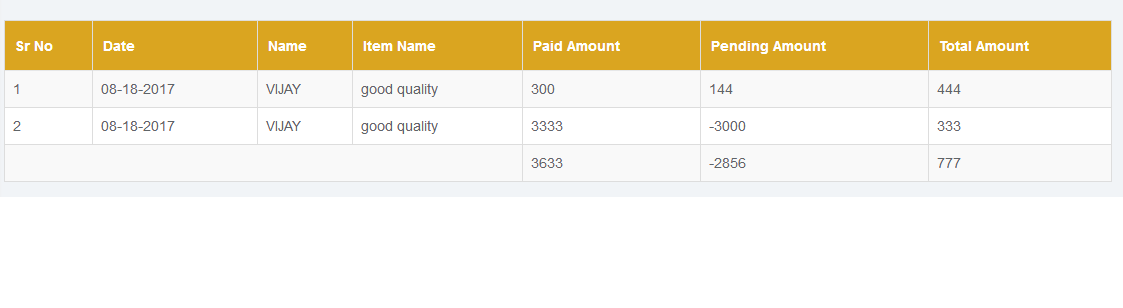 Sr No Date Name Item Name Paid Amount Pending Amount Total Amount
1 08-18-2017 VIJAY good quality 300 144 444
2 08-18-2017 VIJAY good quality 3333 -3000 333
3633 -2856 777